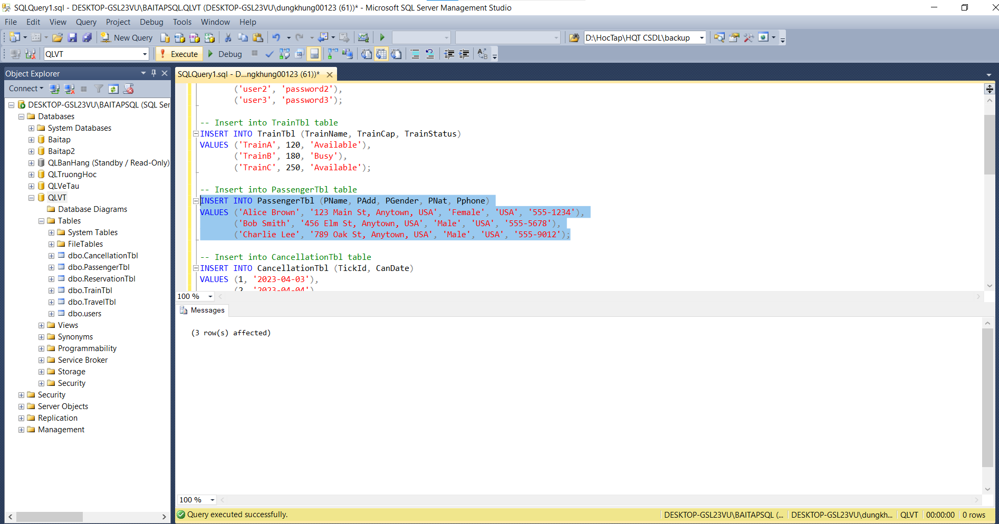 SQLQuery1.sql - DESKTOP-GSL23VU\BAITAPSQL.QLVT (DESKTOP-GSL23VU\dungkhung00123 (61))* - Microsoft SQL Server Management Studio
File Edit View Query Project Debug Tools Window Help
New Query D:\HocTap\HQT CSDL\backup
QLVT Execute Debug
Object Explorer
Connect
DESKTOP-GSL23VU\BAITAPSQL (SQL Ser
Databases
System Databases
Baitap
Baitap2
QLBanHang (Standby / Read-Only)
QLTruongHoc
QLVeTau
QLVT
Database Diagrams
Tables
System Tables
FileTables
dbo.CancellationTbl
dbo.PassengerTbl
dbo.ReservationTbl
dbo.TrainTbl
dbo.TravelTbl
dbo.users
Views
Synonyms
Programmability
Service Broker
Storage
Security
Security
Server Objects
Replication
Management
SQLQuery1.sql - D...ngkhung00123 (61))*
('user2', 'password2'),
('user3', 'password3');
-- Insert into TrainTbl table
INSERT INTO TrainTbl (TrainName, TrainCap, TrainStatus)
VALUES ('TrainA', 120, 'Available'),
('TrainB', 180, 'Busy'),
('TrainC', 250, 'Available');
-- Insert into PassengerTbl table
INSERT INTO PassengerTbl (PName, PAdd, PGender, PNat, Pphone)
VALUES ('Alice Brown', '123 Main St, Anytown, USA', 'Female', 'USA', '555-1234'),
('Bob Smith', '456 Elm St, Anytown, USA', 'Male', 'USA', '555-5678'),
('Charlie Lee', '789 Oak St, Anytown, USA', 'Male', 'USA', '555-9012');
-- Insert into CancellationTbl table
INSERT INTO CancellationTbl (TickId, CanDate)
VALUES (1, '2023-04-03'),
(2, '2023-04-04')
100 %
Messages
(3 row(s) affected)
100 %
Query executed successfully. DESKTOP-GSL23VU\BAITAPSQL (... DESKTOP-GSL23VU\dungkh... QLVT 00:00:00 0 rows